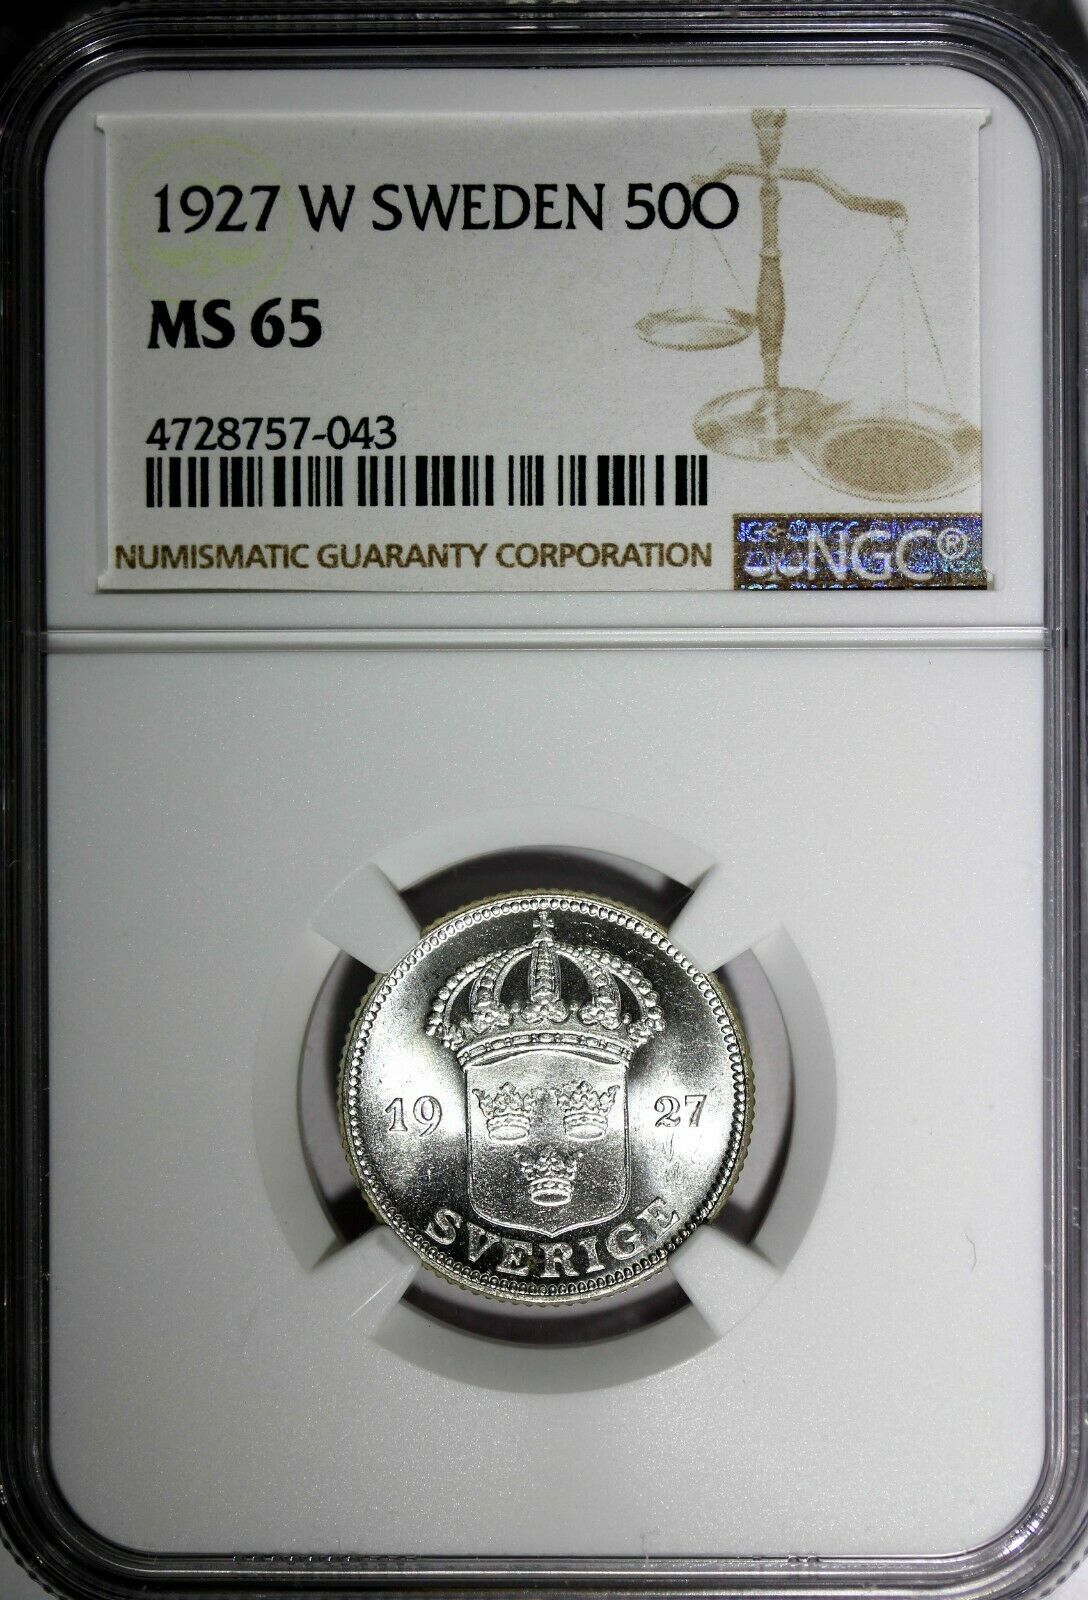 1927 W SWEDEN 50O
MS 65
4728757-043
NUMISMATIC GUARANTY CORPORATION
NGC®
19 27
SVERIGE